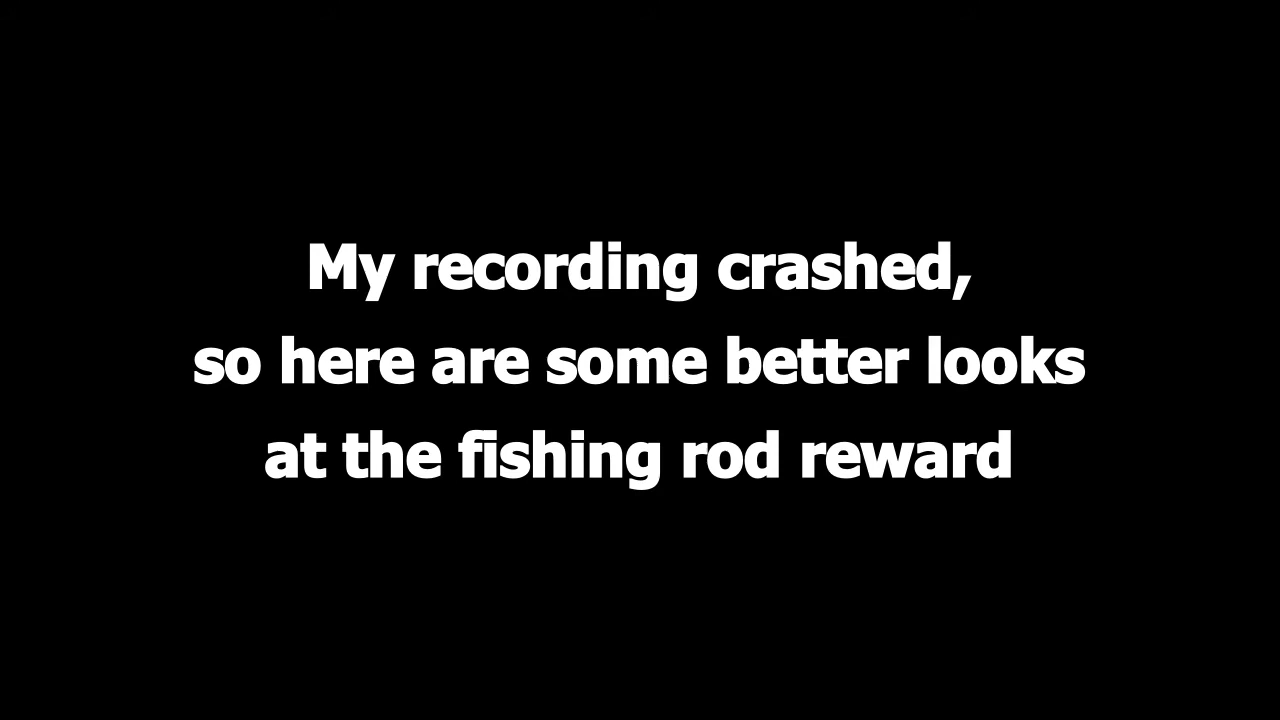 My recording crashed,
so here are some better looks
at the fishing rod reward